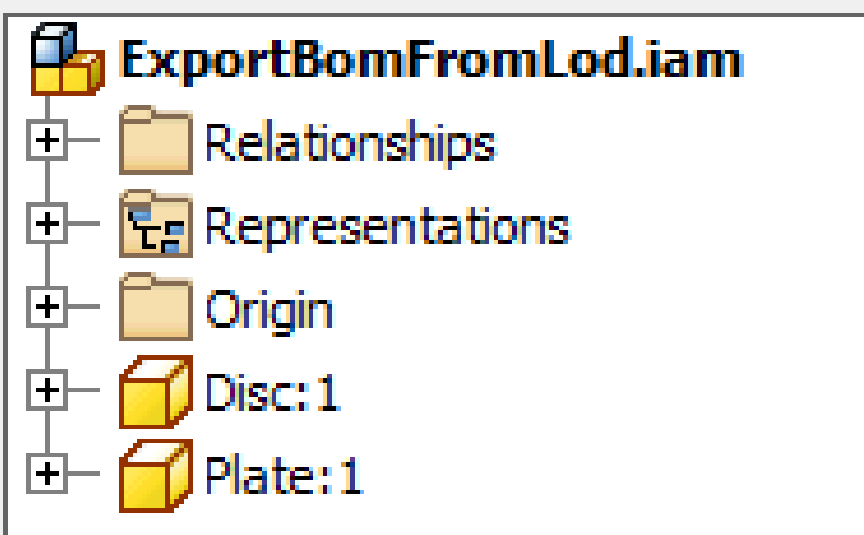 ExportBomFromLod.iam
Relationships
Representations
Origin
Disc:1
Plate:1